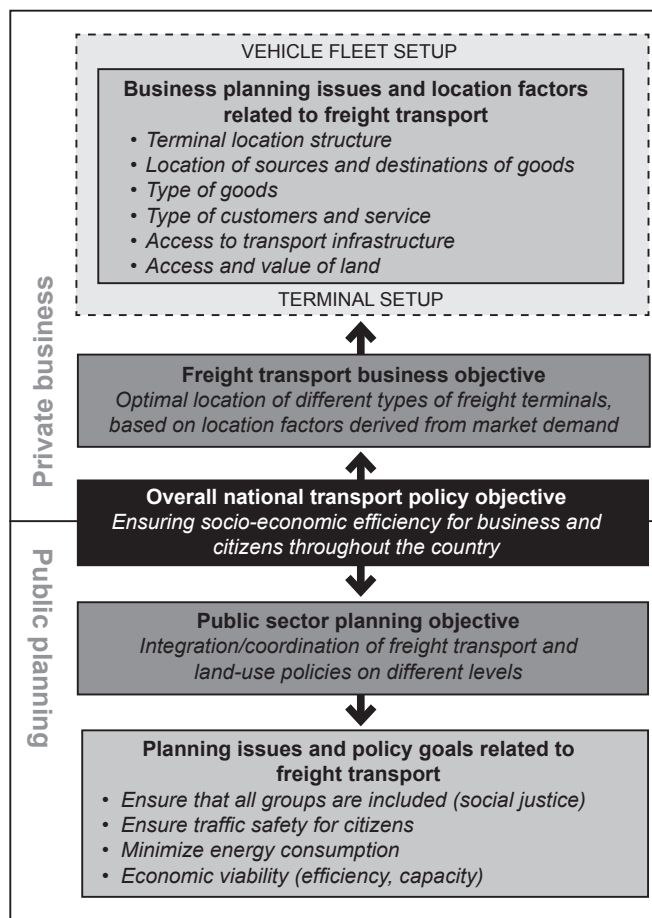 VEHICLE FLEET SETUP
Business planning issues and location factors
related to freight transport
• Terminal location structure
• Location of sources and destinations of goods
• Type of goods
• Type of customers and service
• Access to transport infrastructure
• Access and value of land
TERMINAL SETUP
Private business
Freight transport business objective
Optimal location of different types of freight terminals,
based on location factors derived from market demand
Overall national transport policy objective
Ensuring socio-economic efficiency for business and
citizens throughout the country
Public planning
Public sector planning objective
Integration/coordination of freight transport and
land-use policies on different levels
Planning issues and policy goals related to
freight transport
• Ensure that all groups are included (social justice)
• Ensure traffic safety for citizens
• Minimize energy consumption
• Economic viability (efficiency, capacity)